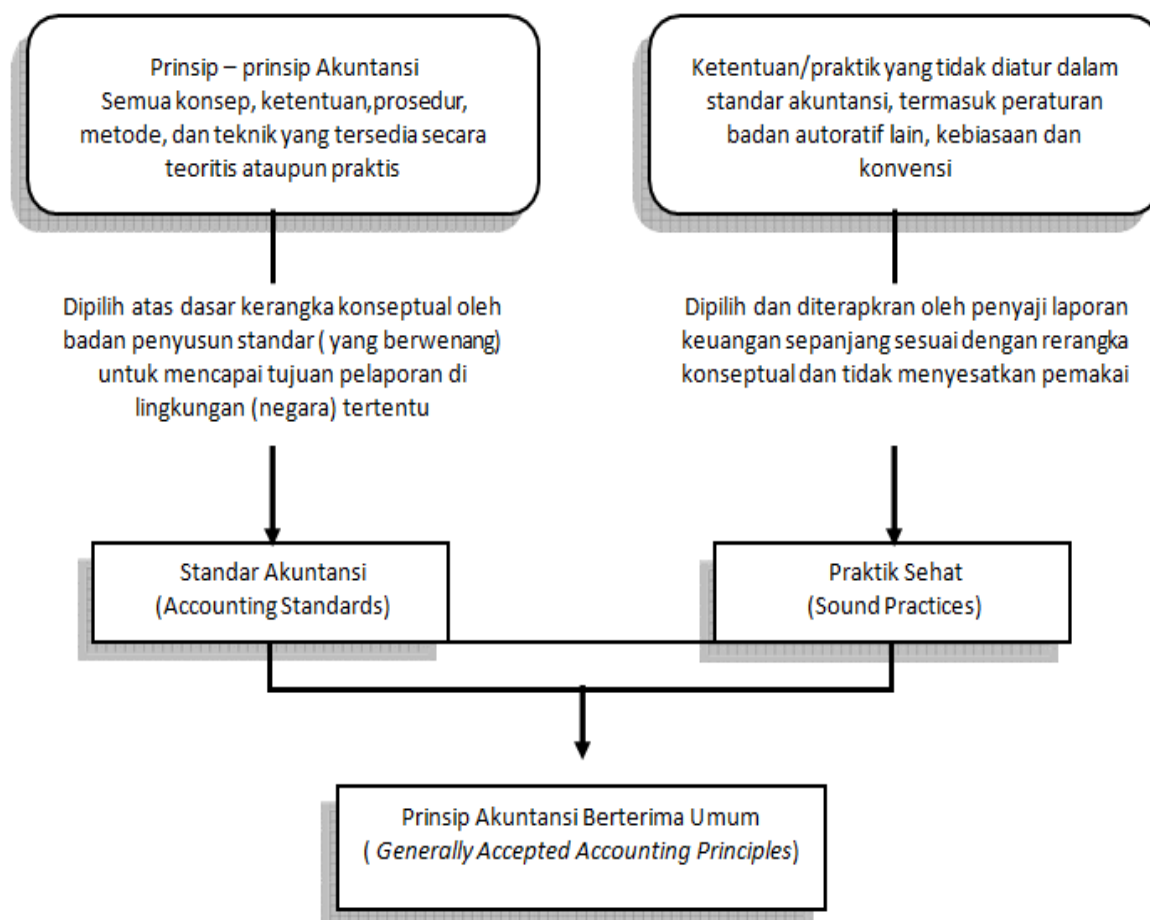 Prinsip – prinsip Akuntansi
Semua konsep, ketentuan,prosedur,
metode, dan teknik yang tersedia secara
teoritis ataupun praktis
Ketentuan/praktik yang tidak diatur dalam
standar akuntansi, termasuk peraturan
badan autoratif lain, kebiasaan dan
konvensi
Dipilih atas dasar kerangka konseptual oleh
badan penyusun standar ( yang berwenang)
untuk mencapai tujuan pelaporan di
lingkungan (negara) tertentu
Dipilih dan diterapkran oleh penyaji laporan
keuangan sepanjang sesuai dengan rerangka
konseptual dan tidak menyesatkan pemakai
Standar Akuntansi
(Accounting Standards)
Praktik Sehat
(Sound Practices)
Prinsip Akuntansi Berterima Umum
( Generally Accepted Accounting Principles)